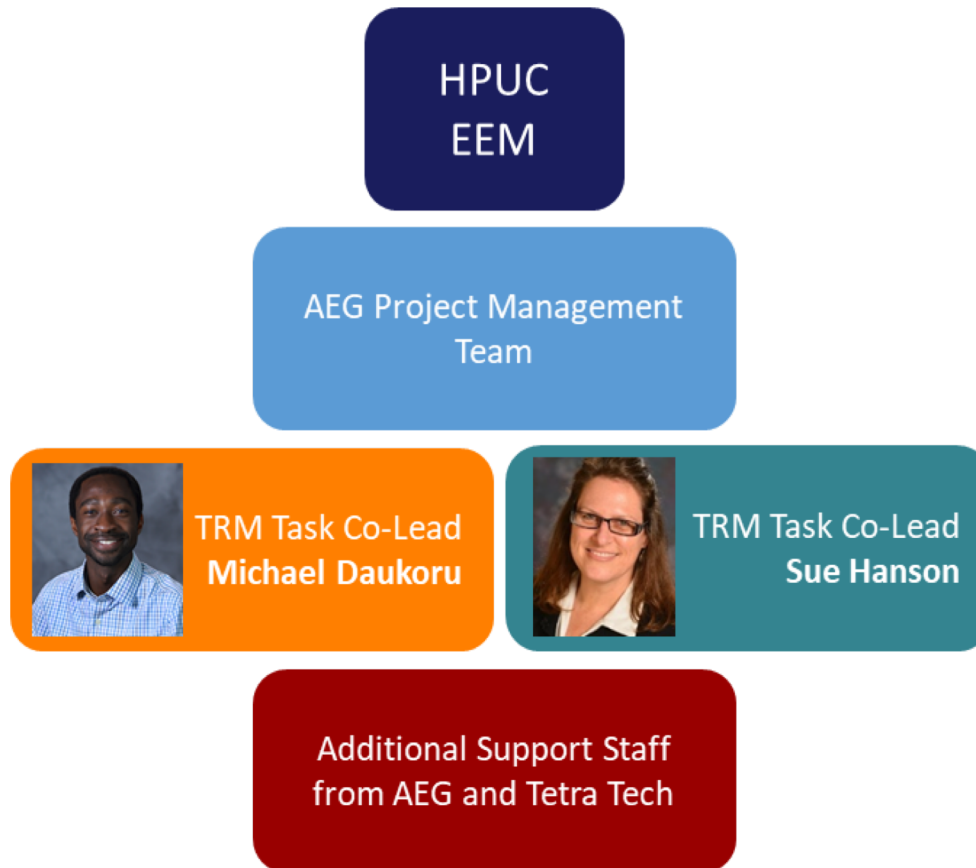 HPUC
EEM
AEG Project Management
Team
TRM Task Co-Lead
Michael Daukoru
TRM Task Co-Lead
Sue Hanson
Additional Support Staff
from AEG and Tetra Tech